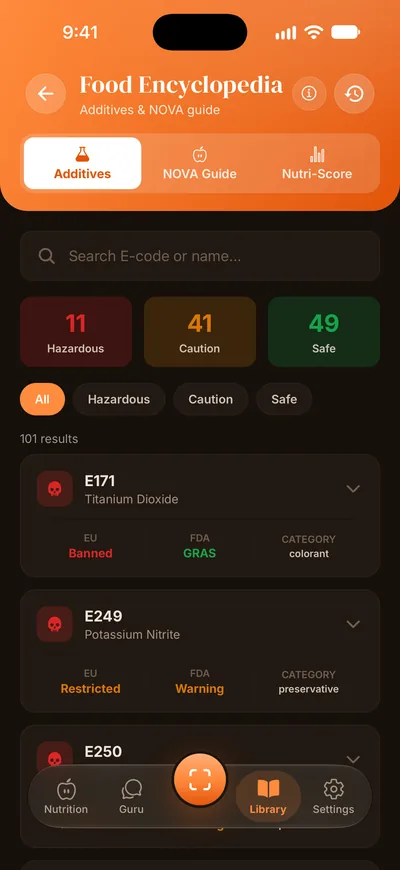 9:41
Food Encyclopedia
Additives & NOVA guide
Additives
NOVA Guide
Nutri-Score
Search E-code or name...
11
Hazardous
41
Caution
49
Safe
All
Hazardous
Caution
Safe
101 results
E171
Titanium Dioxide
EU
Banned
FDA
GRAS
CATEGORY
colorant
E249
Potassium Nitrite
EU
Restricted
FDA
Warning
CATEGORY
preservative
E250
Nutrition
Guru
Library
Settings